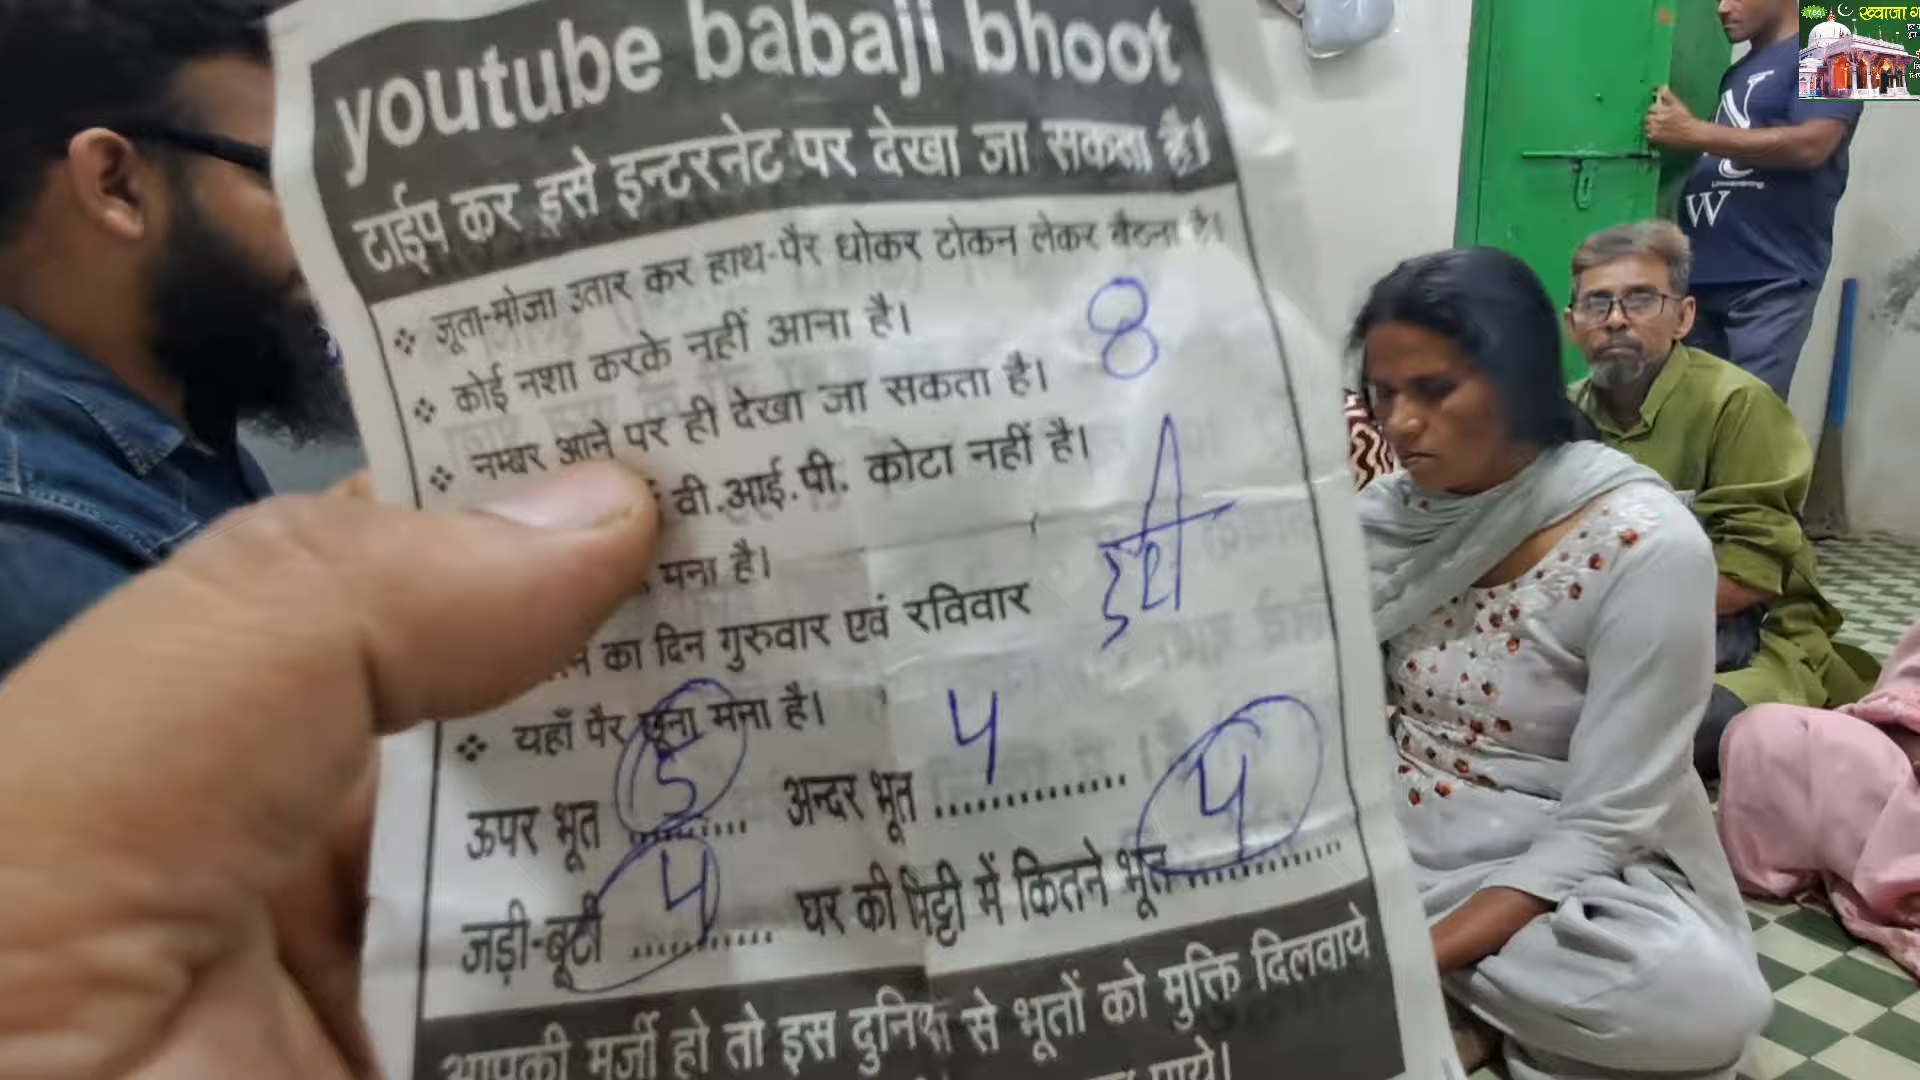 youtube babaji bhoot
टाईप कर इसे इन्टरनेट पर देखा जा सकता है।
जूता-मोजा उतार कर हाथ-पैर धोकर टोकन लेकर बैठना है।
कोई नशा करके नहीं आना है।
8
नम्बर आने पर ही देखा जा सकता है।
वी.आई.पी. कोटा नहीं है।
मना है।
का दिन गुरुवार एवं रविवार
यहाँ पैर छूना मना है।
ऊपर भूत 5 अन्दर भूत 4
जड़ी-बूटी 4 घर की मिट्टी में कितने भूत 4
आपकी मर्जी हो तो इस दुनिया से भूतों को मुक्ति दिलवाये
पाये।
786
ख्वाजा ग
W